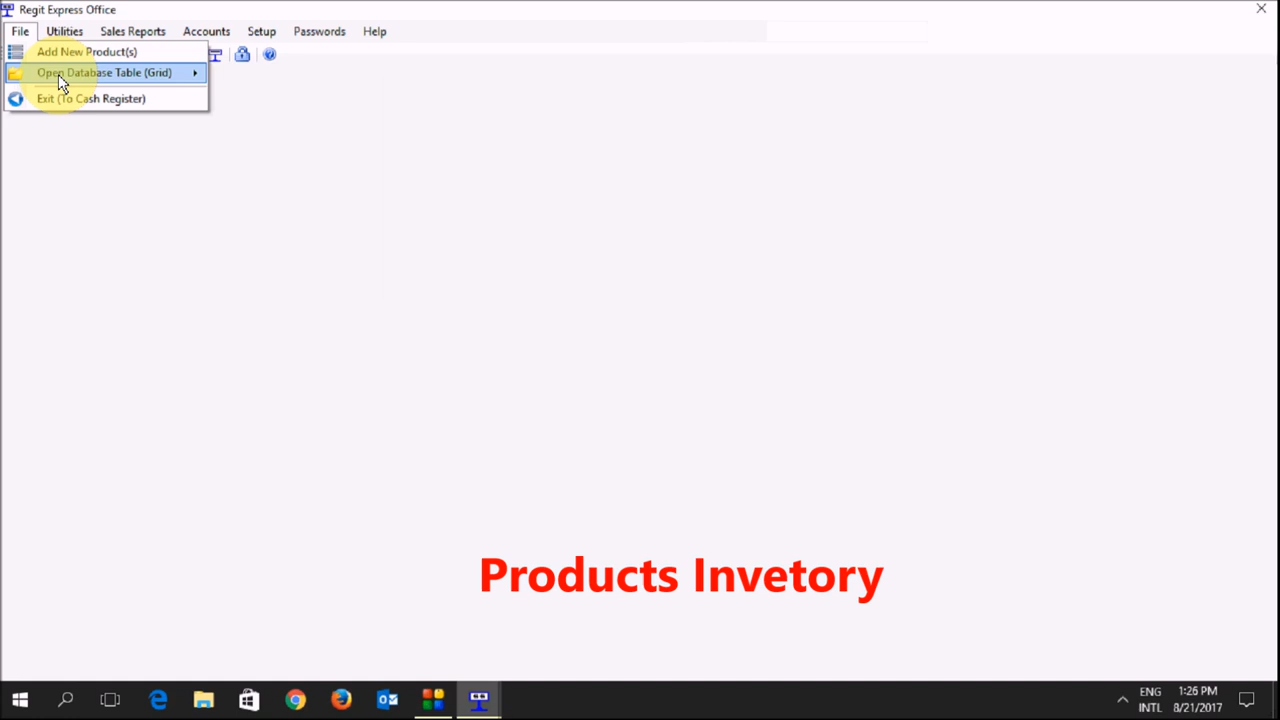 Regit Express Office
File Utilities Sales Reports Accounts Setup Passwords Help
Add New Product(s)
Open Database Table (Grid)
Exit (To Cash Register)
Products Invetory
ENG 1:26 PM
INTL 8/21/2017